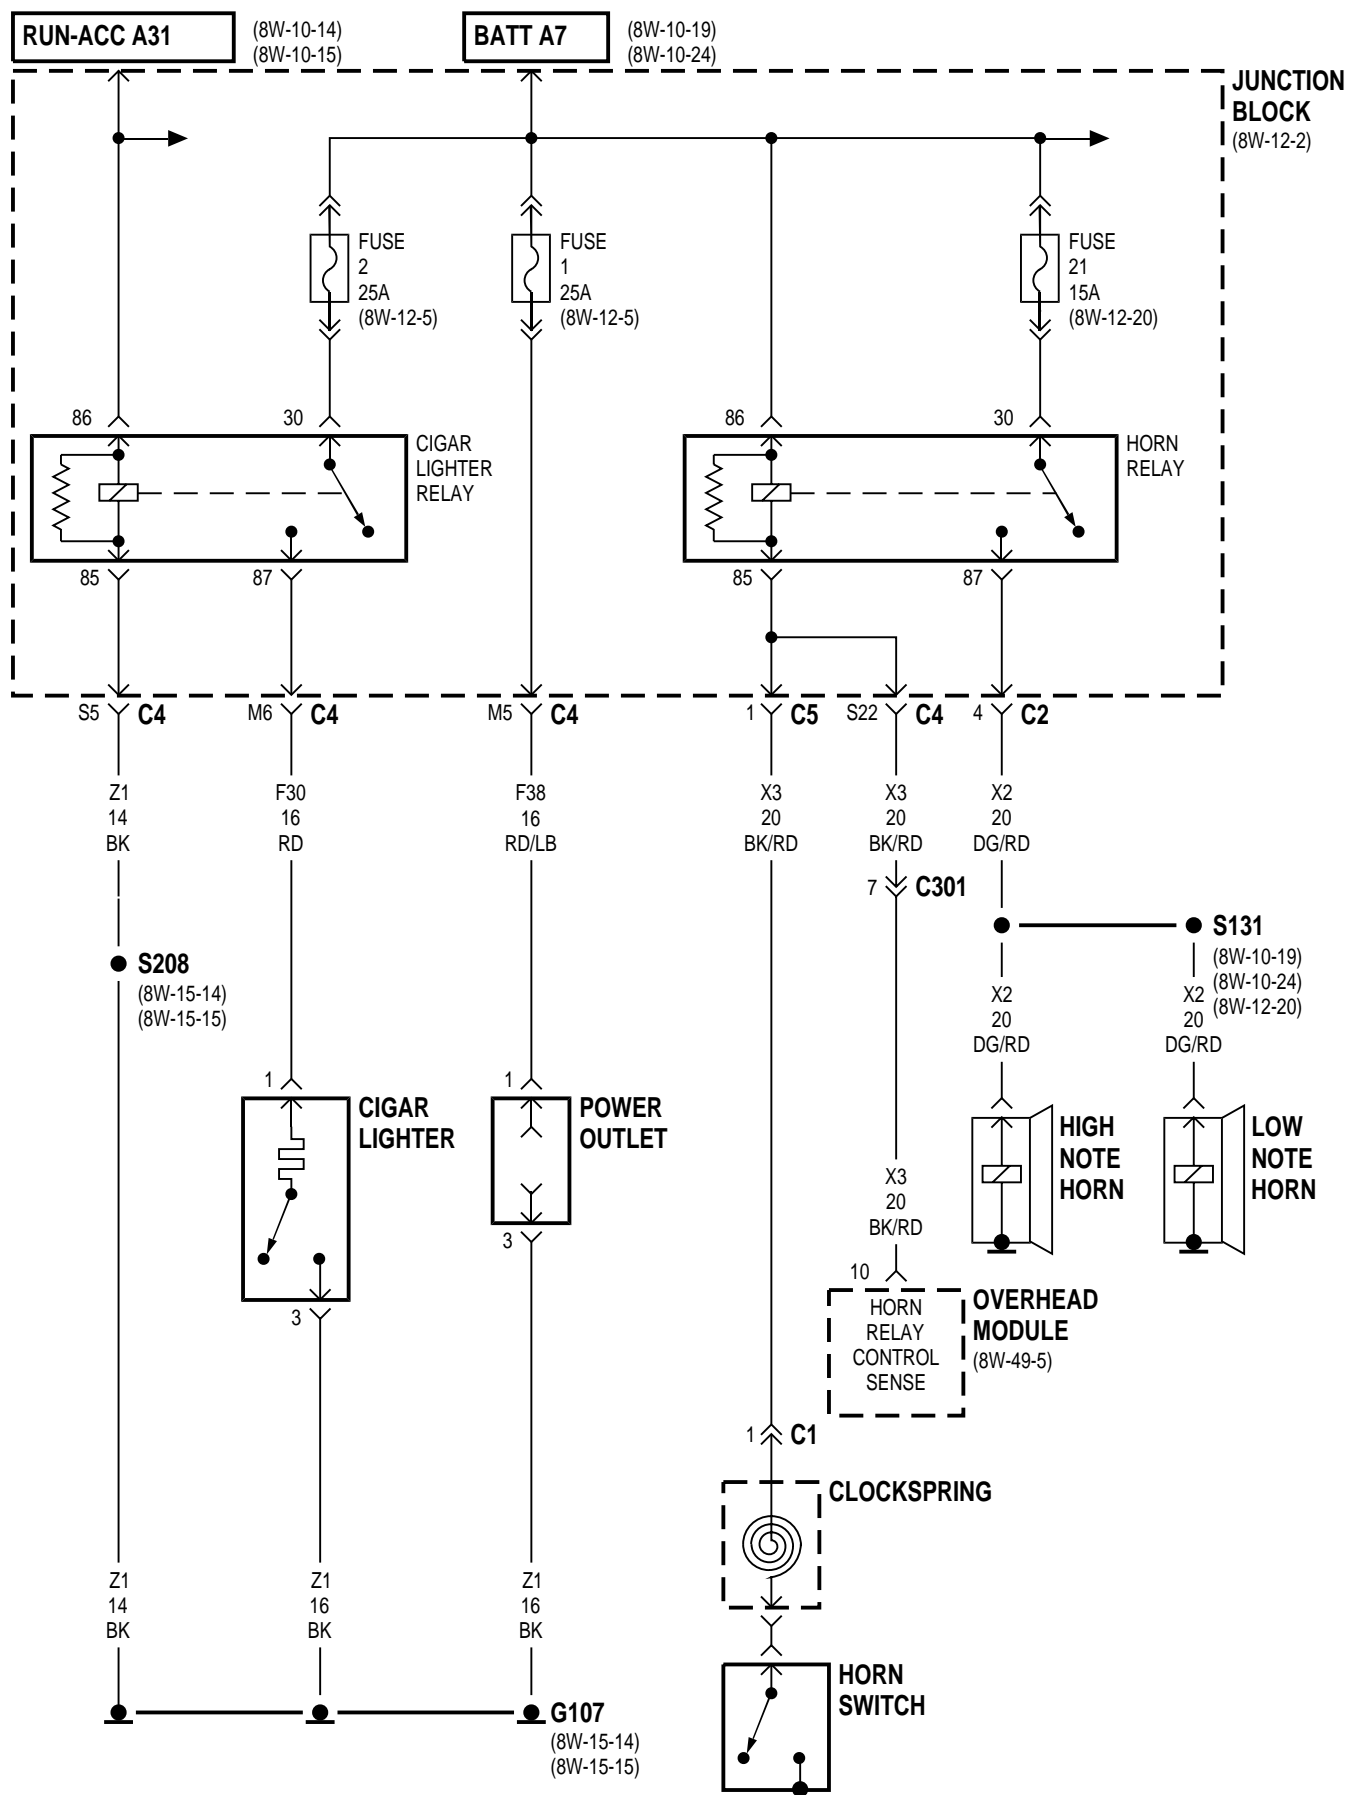 RUN-ACC A31
(8W-10-14)
(8W-10-15)
BATT A7
(8W-10-19)
(8W-10-24)
JUNCTION
BLOCK
(8W-12-2)
FUSE
2
25A
(8W-12-5)
FUSE
1
25A
(8W-12-5)
FUSE
21
15A
(8W-12-20)
86
30
CIGAR
LIGHTER
RELAY
85
87
86
30
HORN
RELAY
85
87
S5 C4
M6 C4
M5 C4
1 C5
S22 C4
4 C2
Z1
14
BK
F30
16
RD
F38
16
RD/LB
X3
20
BK/RD
X3
20
BK/RD
X2
20
DG/RD
7 C301
S208
(8W-15-14)
(8W-15-15)
S131
(8W-10-19)
(8W-10-24)
(8W-12-20)
X2
20
DG/RD
X2
20
DG/RD
1
CIGAR
LIGHTER
3
1
POWER
OUTLET
3
HIGH
NOTE
HORN
LOW
NOTE
HORN
X3
20
BK/RD
10
HORN
RELAY
CONTROL
SENSE
OVERHEAD
MODULE
(8W-49-5)
1 C1
CLOCKSPRING
Z1
14
BK
Z1
16
BK
Z1
16
BK
G107
(8W-15-14)
(8W-15-15)
HORN
SWITCH